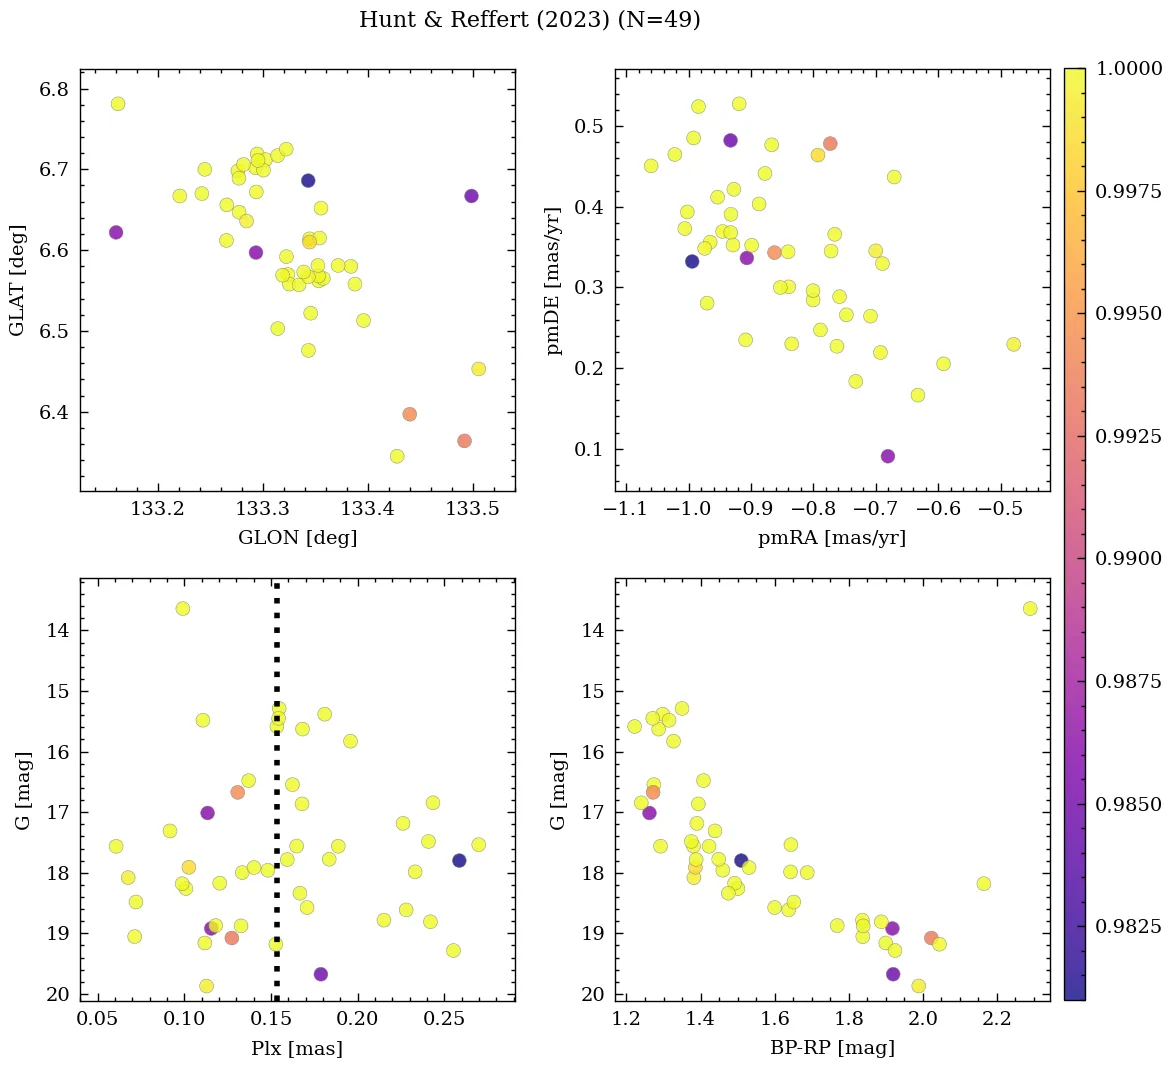 Hunt & Reffert (2023) (N=49)
6.8
6.7
6.6
6.5
6.4
GLAT [deg]
133.2 133.3 133.4 133.5
GLON [deg]
0.5
0.4
0.3
0.2
0.1
pmDE [mas/yr]
−1.1 −1.0 −0.9 −0.8 −0.7 −0.6 −0.5
pmRA [mas/yr]
1.0000
0.9975
0.9950
0.9925
0.9900
0.9875
0.9850
0.9825
14
15
16
17
18
19
20
G [mag]
0.05 0.10 0.15 0.20 0.25
Plx [mas]
14
15
16
17
18
19
20
G [mag]
1.2 1.4 1.6 1.8 2.0 2.2
BP-RP [mag]